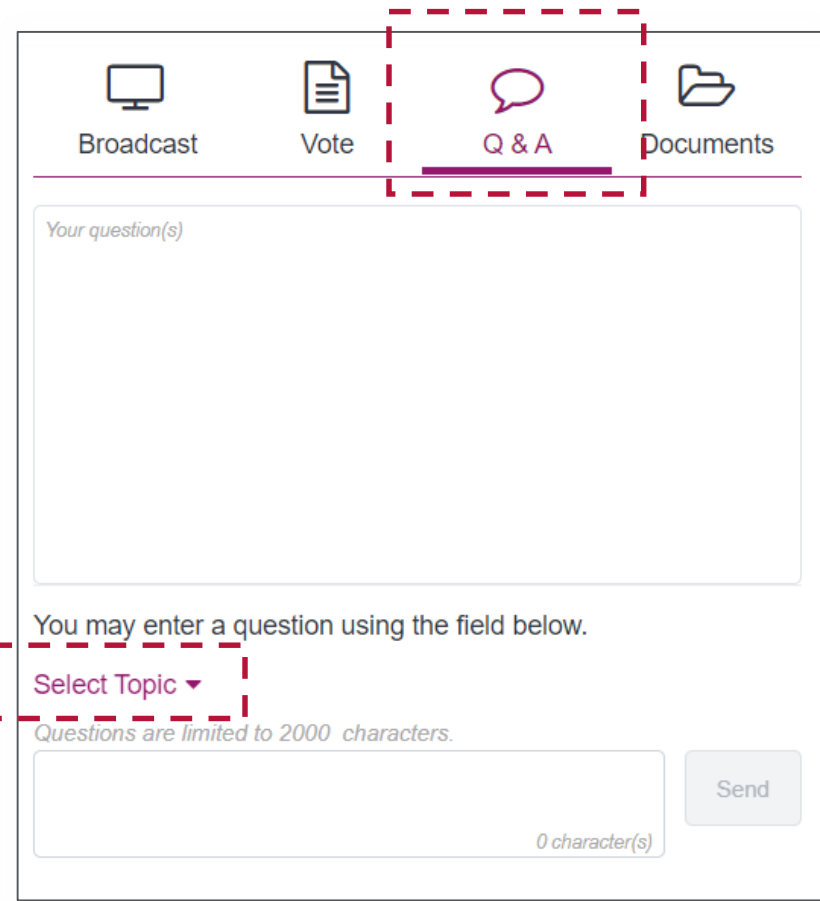 Broadcast Vote Q & A Documents
Your question(s)
You may enter a question using the field below.
Select Topic
Questions are limited to 2000 characters.
Send
0 character(s)